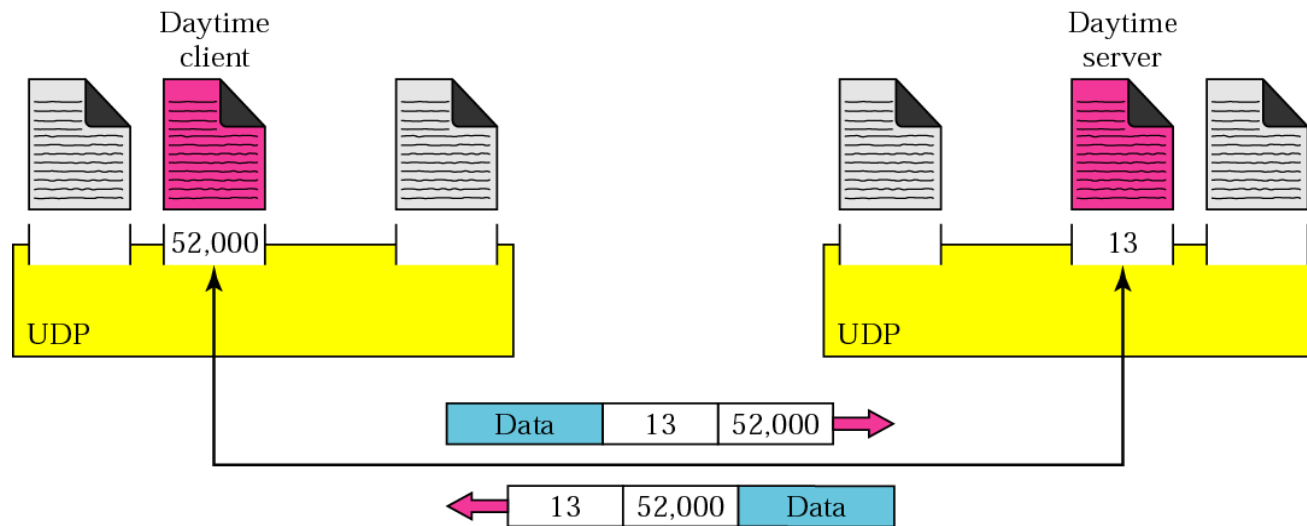 Daytime
client
Daytime
server
52,000
13
UDP
UDP
Data 13 52,000
13 52,000 Data